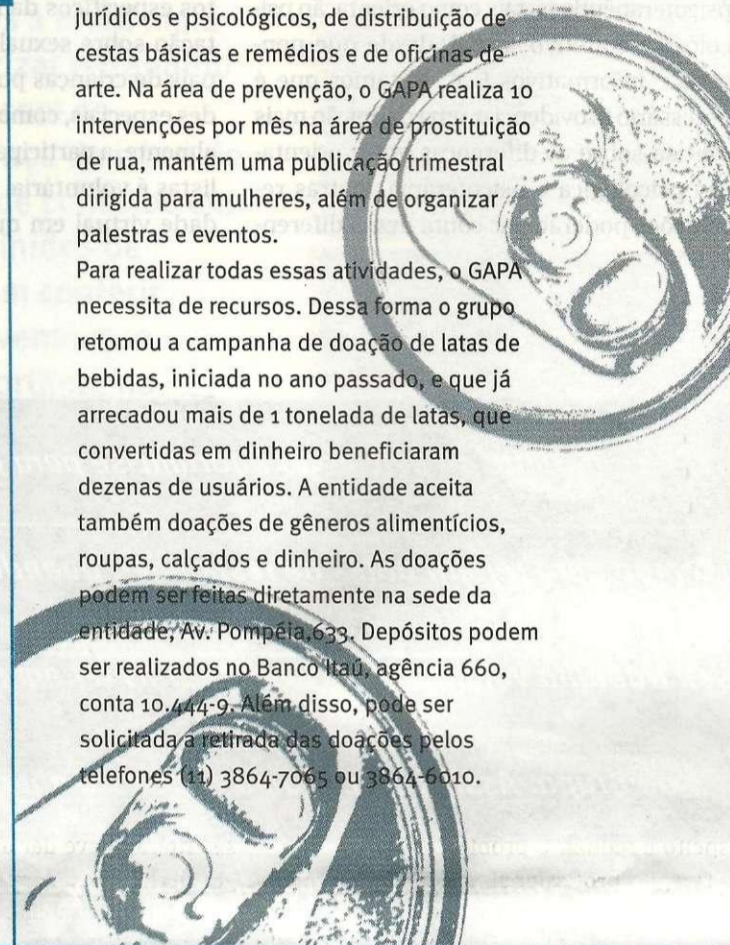 jurídicos e psicológicos, de distribuição de
cestas básicas e remédios e de oficinas de
arte. Na área de prevenção, o GAPA realiza 10
intervenções por mês na área de prostituição
de rua, mantém uma publicação trimestral
dirigida para mulheres, além de organizar
palestras e eventos.
Para realizar todas essas atividades, o GAPA
necessita de recursos. Dessa forma o grupo
retomou a campanha de doação de latas de
bebidas, iniciada no ano passado, e que já
arrecadou mais de 1 tonelada de latas, que
convertidas em dinheiro beneficiaram
dezenas de usuários. A entidade aceita
também doações de gêneros alimentícios,
roupas, calçados e dinheiro. As doações
podem ser feitas diretamente na sede da
entidade, Av. Pompéia,633. Depósitos podem
ser realizados no Banco Itaú, agência 660,
conta 10.444-9. Além disso, pode ser
solicitada a retirada das doações pelos
telefones (11) 3864-7065 ou 3864-6010.